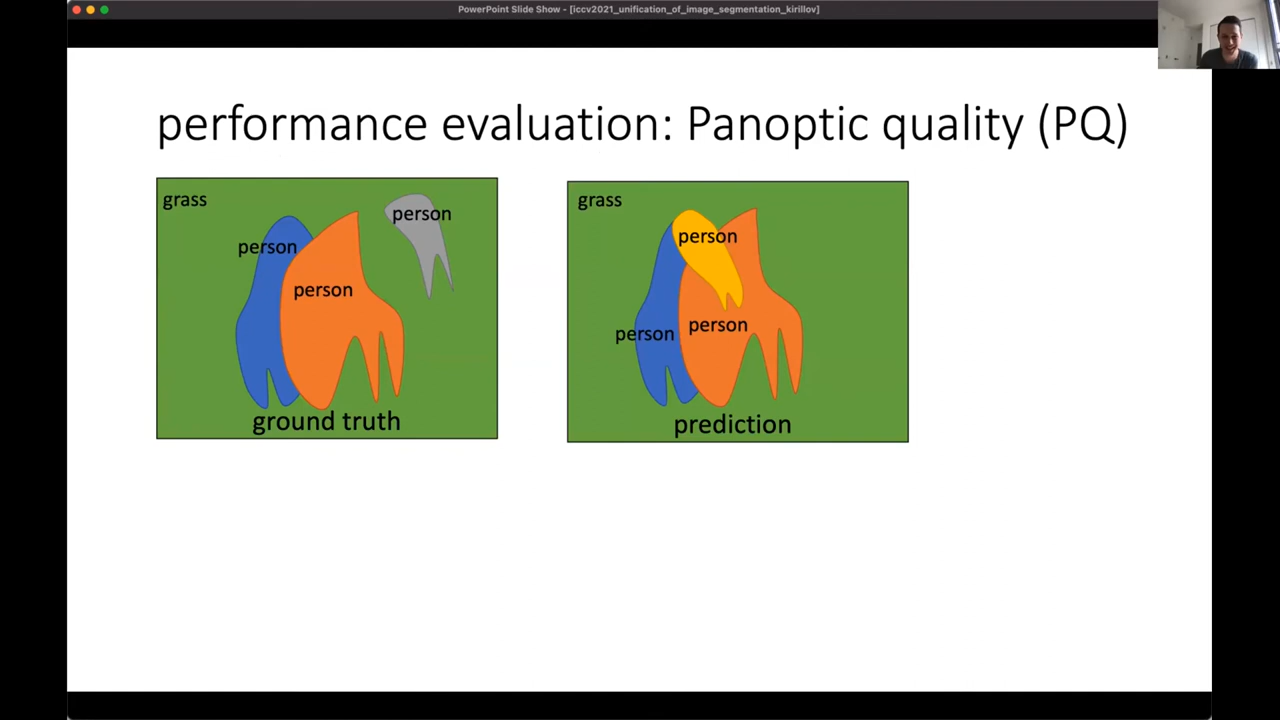 PowerPoint Slide Show - [iccv2021_unification_of_image_segmentation_kirillov]
performance evaluation: Panoptic quality (PQ)
grass
person
person
person
ground truth
grass
person
person
person
prediction